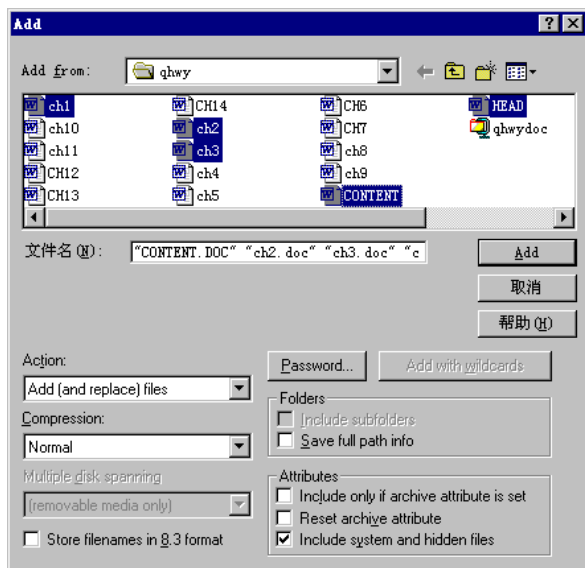 Add
Add from: qhwy
ch1 CH14 CH6 HEAD
ch10 ch2 CH7 qhwydoc
ch11 ch3 ch8
CH12 ch4 ch9
CH13 ch5 CONTENT
文件名(N): "CONTENT.DOC" "ch2.doc" "ch3.doc" "c
Add
取消
帮助(H)
Action:
Add (and replace) files
Compression:
Normal
Multiple disk spanning
(removable media only)
Store filenames in 8.3 format
Password... Add with wildcards
Folders
Include subfolders
Save full path info
Attributes
Include only if archive attribute is set
Reset archive attribute
Include system and hidden files